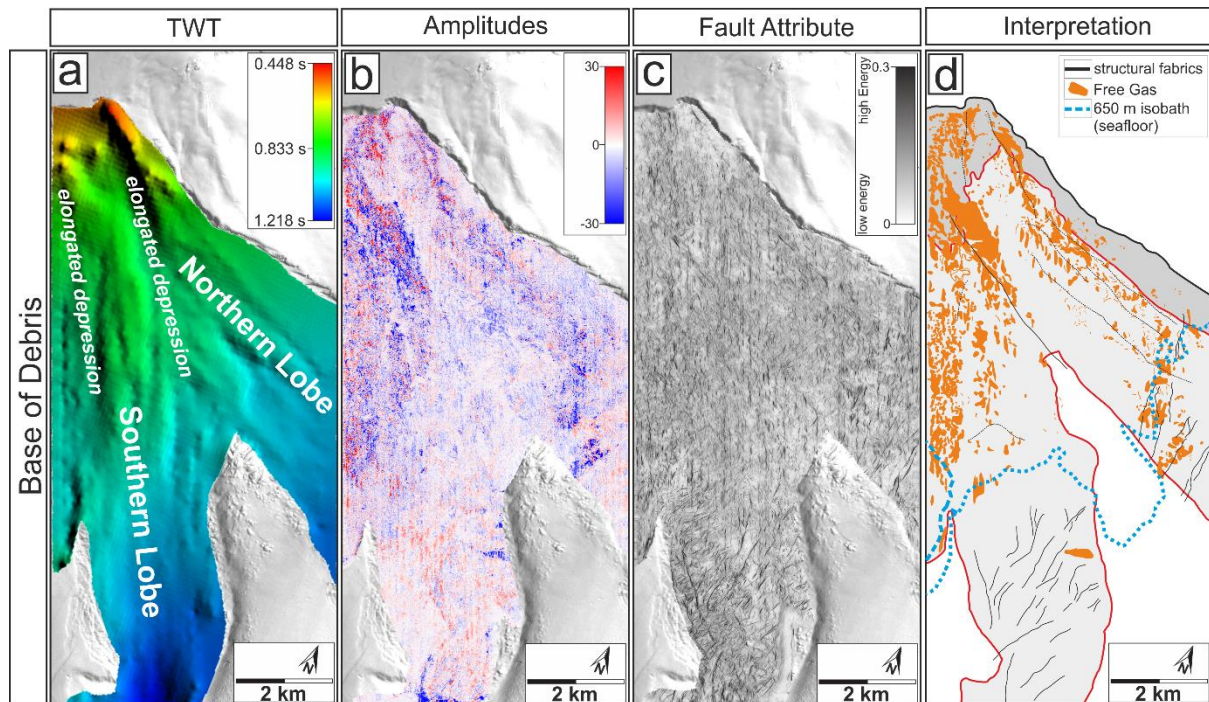 TWT
Amplitudes
Fault Attribute
Interpretation
Base of Debris
a
0.448 s
0.833 s
1.218 s
elongated depression
elongated depression
Northern Lobe
Southern Lobe
N
2 km
b
30
0
-30
N
2 km
c
0.3
high Energy
low energy
0
N
2 km
d
structural fabrics
Free Gas
650 m isobath
(seafloor)
N
2 km